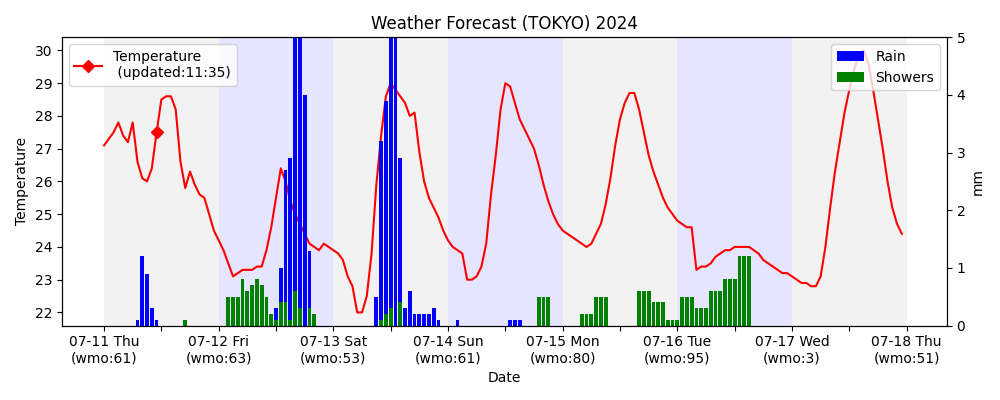 Weather Forecast (TOKYO) 2024
Temperature
(updated:11:35)
Rain
Showers
30
29
28
27
26
25
24
23
22
Temperature
5
4
3
2
1
0
mm
07-11 Thu
(wmo:61)
07-12 Fri
(wmo:63)
07-13 Sat
(wmo:53)
07-14 Sun
(wmo:61)
07-15 Mon
(wmo:80)
07-16 Tue
(wmo:95)
07-17 Wed
(wmo:3)
07-18 Thu
(wmo:51)
Date